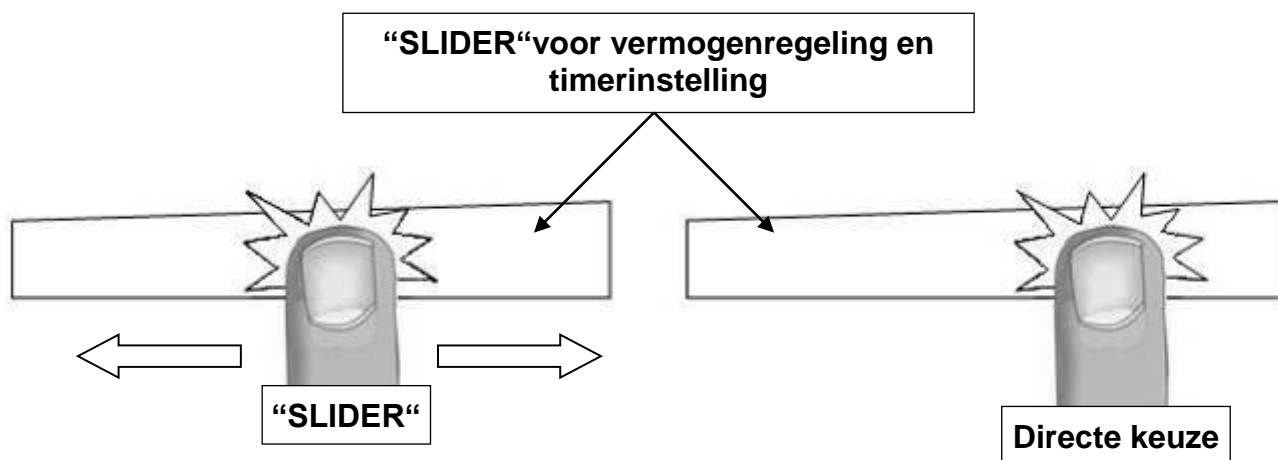 “SLIDER“voor vermogenregeling en
timerinstelling
“SLIDER“
Directe keuze